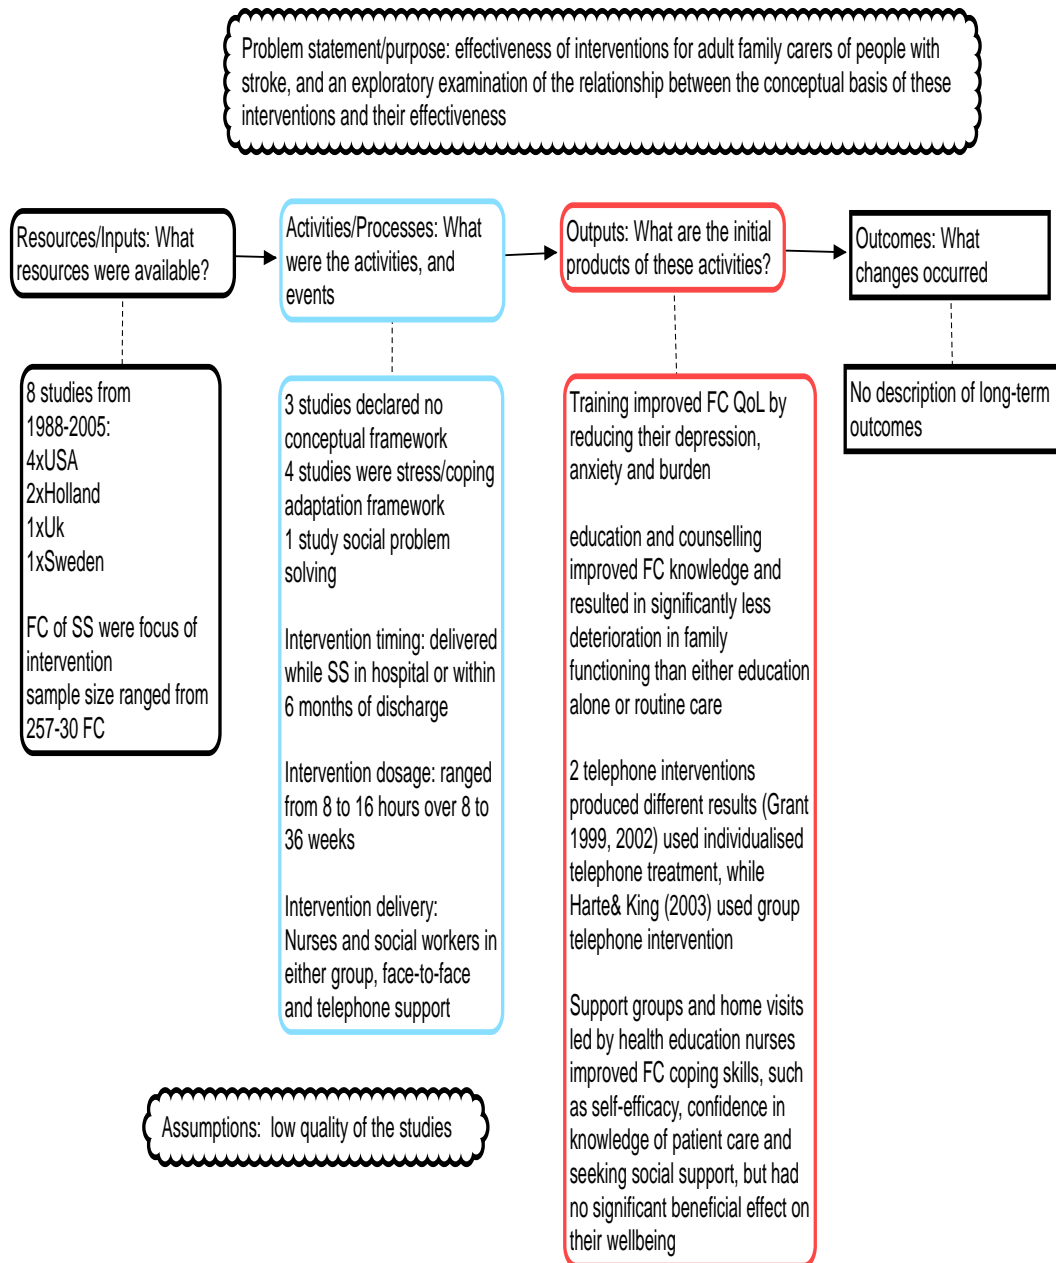 Problem statement/purpose: effectiveness of interventions for adult family carers of people with
stroke, and an exploratory examination of the relationship between the conceptual basis of these
interventions and their effectiveness
Resources/Inputs: What
resources were available?
Activities/Processes: What
were the activities, and
events
Outputs: What are the initial
products of these activities?
Outcomes: What
changes occurred
8 studies from
1988-2005:
4xUSA
2xHolland
1xUk
1xSweden
FC of SS were focus of
intervention
sample size ranged from
257-30 FC
3 studies declared no
conceptual framework
4 studies were stress/coping
adaptation framework
1 study social problem
solving
Intervention timing: delivered
while SS in hospital or within
6 months of discharge
Intervention dosage: ranged
from 8 to 16 hours over 8 to
36 weeks
Intervention delivery:
Nurses and social workers in
either group, face-to-face
and telephone support
Training improved FC QoL by
reducing their depression,
anxiety and burden
education and counselling
improved FC knowledge and
resulted in significantly less
deterioration in family
functioning than either education
alone or routine care
2 telephone interventions
produced different results (Grant
1999, 2002) used individualised
telephone treatment, while
Harte& King (2003) used group
telephone intervention
Support groups and home visits
led by health education nurses
improved FC coping skills, such
as self-efficacy, confidence in
knowledge of patient care and
seeking social support, but had
no significant beneficial effect on
their wellbeing
No description of long-term
outcomes
Assumptions:  low quality of the studies